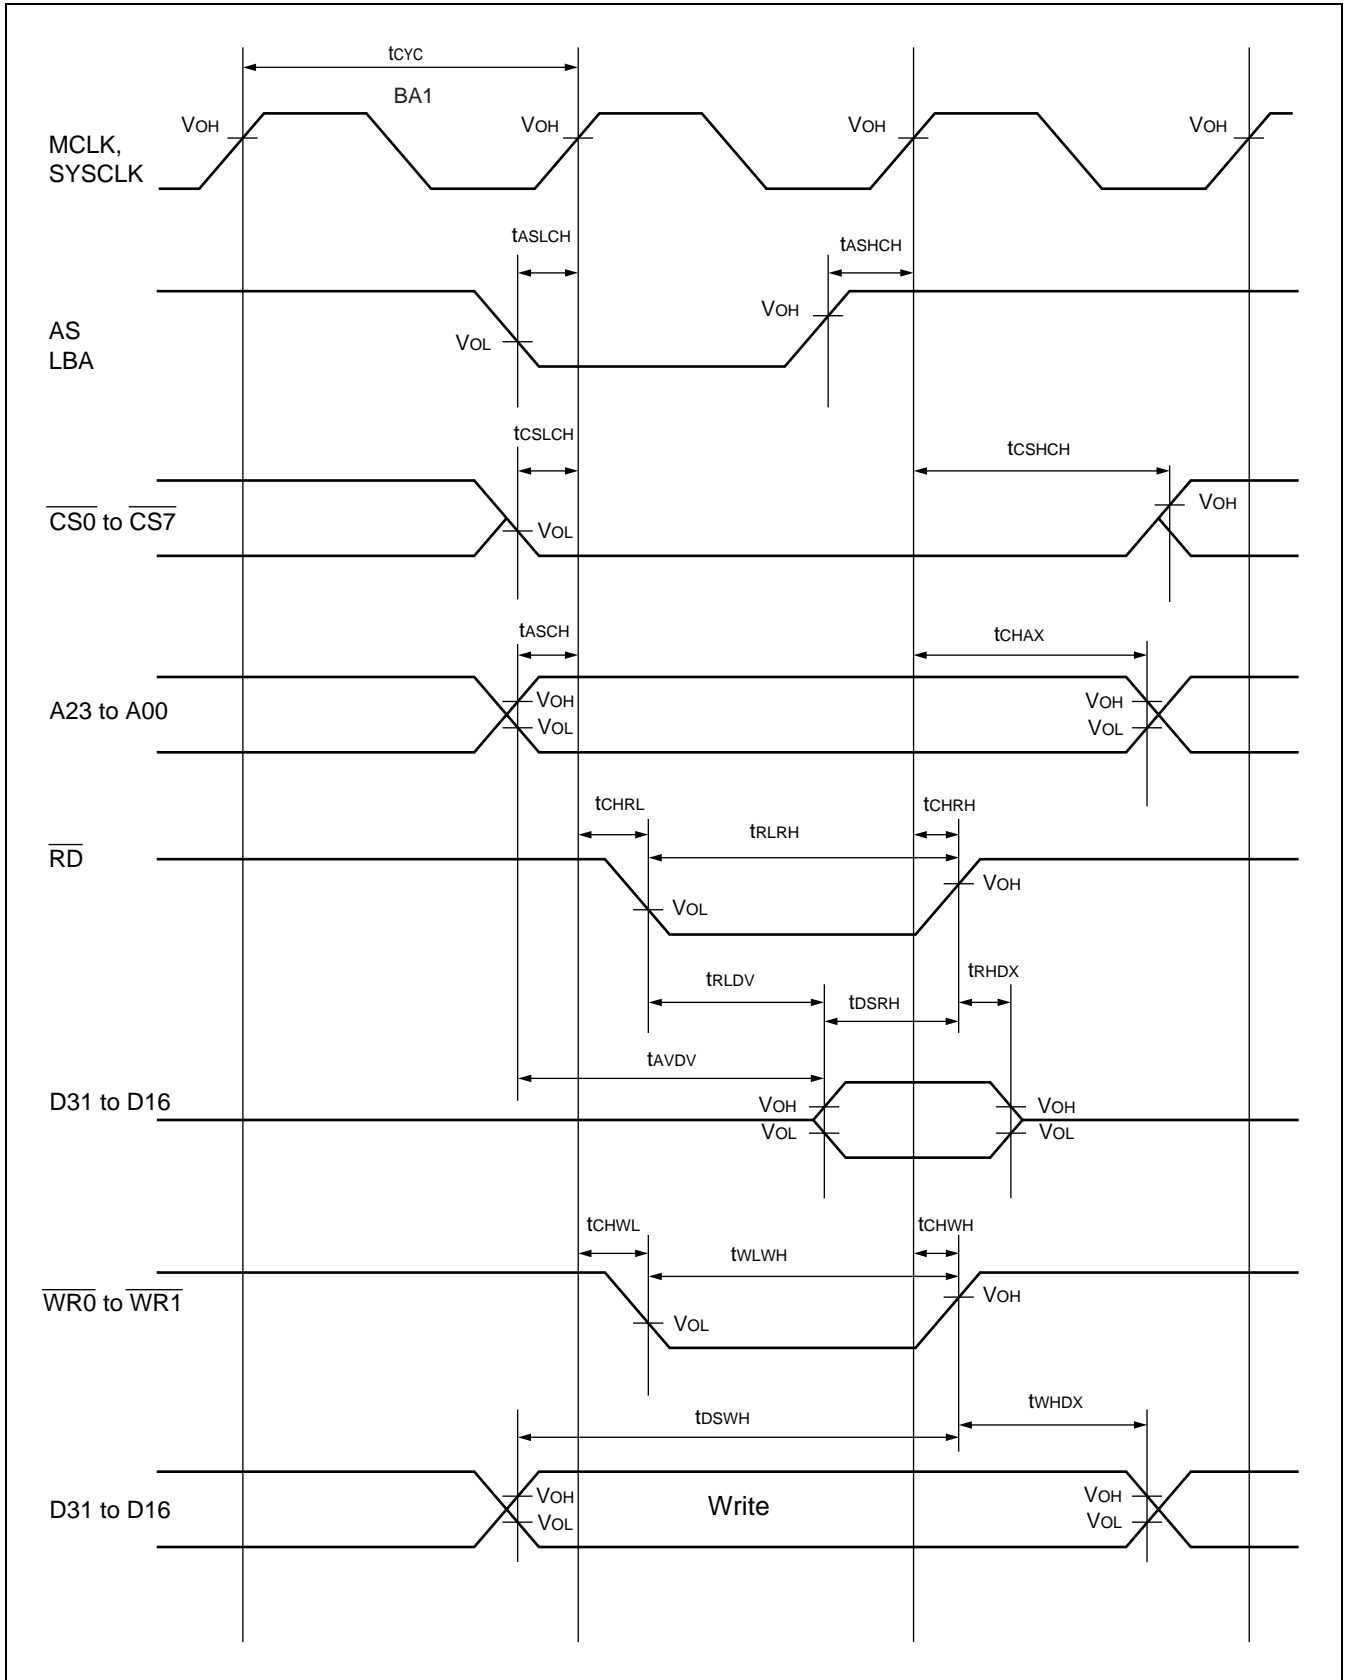 tCYC
BA1
VOH VOH VOH VOH
MCLK,
SYSCLK
tASLCH tASHCH
VOH
AS
VOL
LBA
tCSLCH tCSHCH
VOH
CS0 to CS7
VOL
tASCH tCHAX
VOH VOH
A23 to A00
VOL VOL
tCHRL tCHRH
tRLRH
RD
VOH
VOL
tRLDV tRHDX
tDSRH
tAVDV
D31 to D16
VOH VOH
VOL VOL
tCHWL tCHWH
tWLWH
WR0 to WR1
VOH
VOL
tWHDX
tDSWH
VOH Write VOH
D31 to D16
VOL VOL